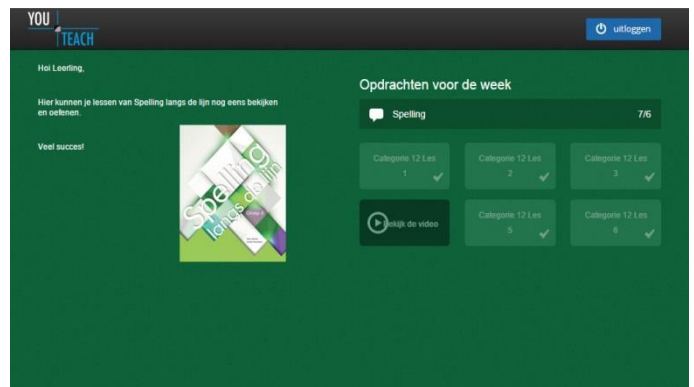 YOU
TEACH
uitloggen
Hoi Leerling,
Hier kunnen je lessen van Spelling langs de lijn nog eens bekijken
en oefenen.
Veel succes!
Spelling
langs de lijn
Opdrachten voor de week
Spelling 7/6
Categorie 12 Les
1
Categorie 12 Les
2
Categorie 12 Les
3
Bekijk de video
Categorie 12 Les
5
Categorie 12 Les
6